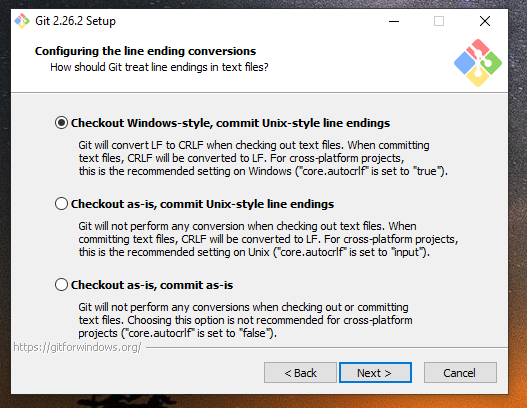 Git 2.26.2 Setup
Configuring the line ending conversions
How should Git treat line endings in text files?
Checkout Windows-style, commit Unix-style line endings
Git will convert LF to CRLF when checking out text files. When committing
text files, CRLF will be converted to LF. For cross-platform projects,
this is the recommended setting on Windows ("core.autocrlf" is set to "true").
Checkout as-is, commit Unix-style line endings
Git will not perform any conversion when checking out text files. When
committing text files, CRLF will be converted to LF. For cross-platform projects,
this is the recommended setting on Unix ("core.autocrlf" is set to "input").
Checkout as-is, commit as-is
Git will not perform any conversions when checking out or committing
text files. Choosing this option is not recommended for cross-platform
projects ("core.autocrlf" is set to "false").
https://gitforwindows.org/
< Back Next > Cancel